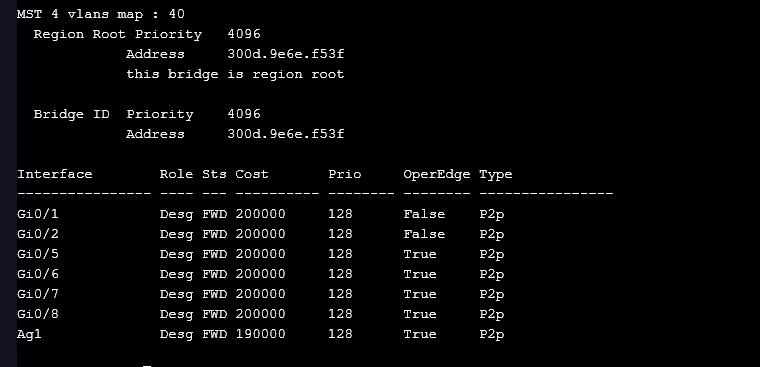 MST 4 vlans map : 40
Region Root Priority 4096
Address 300d.9e6e.f53f
this bridge is region root
Bridge ID Priority 4096
Address 300d.9e6e.f53f
Interface Role Sts Cost Prio OperEdge Type
---------------- ---- --- ---------- -------- -------- ----------------
Gi0/1 Desg FWD 200000 128 False P2p
Gi0/2 Desg FWD 200000 128 False P2p
Gi0/5 Desg FWD 200000 128 True P2p
Gi0/6 Desg FWD 200000 128 True P2p
Gi0/7 Desg FWD 200000 128 True P2p
Gi0/8 Desg FWD 200000 128 True P2p
Ag1 Desg FWD 190000 128 True P2p